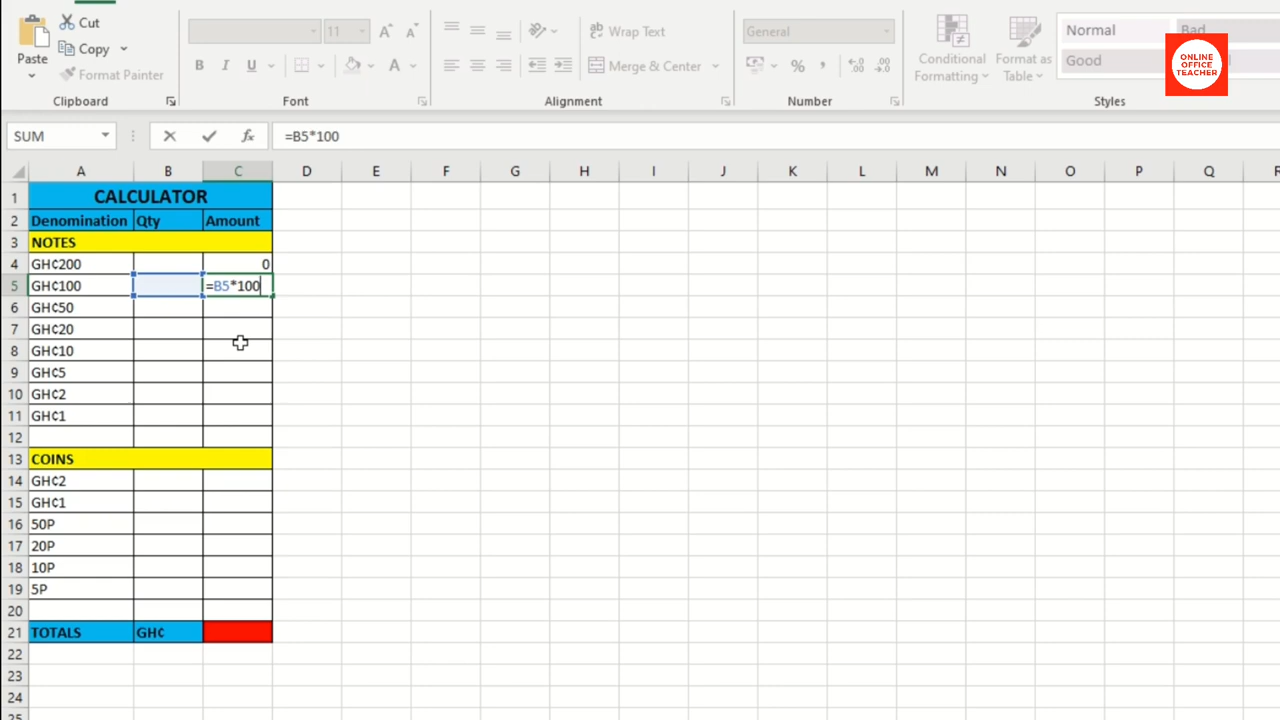 Cut
Copy
Paste
Format Painter
11
A A
B I U A
Wrap Text
Merge & Center
General
% ,
Conditional Formatting
Format as Table
Normal
Bad
Good
ONLINE
OFFICE
TEACHER
Clipboard
Font
Alignment
Number
Styles
SUM
fx
=B5*100
A B C D E F G H I J K L M N O P Q R
1 CALCULATOR
2 Denomination Qty Amount
3 NOTES
4 GH₵200 0
5 GH₵100 =B5*100
6 GH₵50
7 GH₵20
8 GH₵10
9 GH₵5
10 GH₵2
11 GH₵1
12
13 COINS
14 GH₵2
15 GH₵1
16 50P
17 20P
18 10P
19 5P
20
21 TOTALS GH₵
22
23
24
25